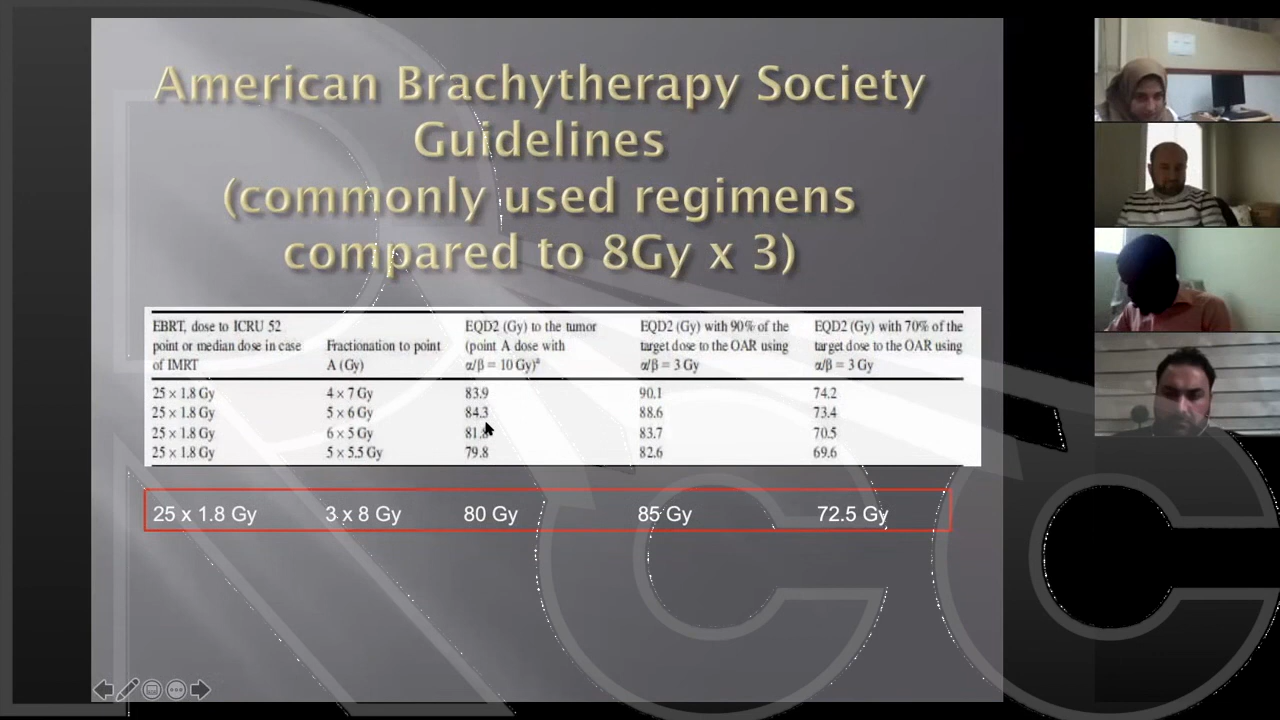 American Brachytherapy Society
Guidelines
(commonly used regimens
compared to 8Gy x 3)
EBRT, dose to ICRU 52
point or median dose in case
of IMRT
Fractionation to point
A (Gy)
EQD2 (Gy) to the tumor
(point A dose with
α/β = 10 Gy)ª
EQD2 (Gy) with 90% of the
target dose to the OAR using
α/β = 3 Gy
EQD2 (Gy) with 70% of the
target dose to the OAR using
α/β = 3 Gy
25 × 1.8 Gy 4 × 7 Gy 83.9 90.1 74.2
25 × 1.8 Gy 5 × 6 Gy 84.3 88.6 73.4
25 × 1.8 Gy 6 × 5 Gy 81.8 83.7 70.5
25 × 1.8 Gy 5 × 5.5 Gy 79.8 82.6 69.6
25 x 1.8 Gy 3 x 8 Gy 80 Gy 85 Gy 72.5 Gy
RCC